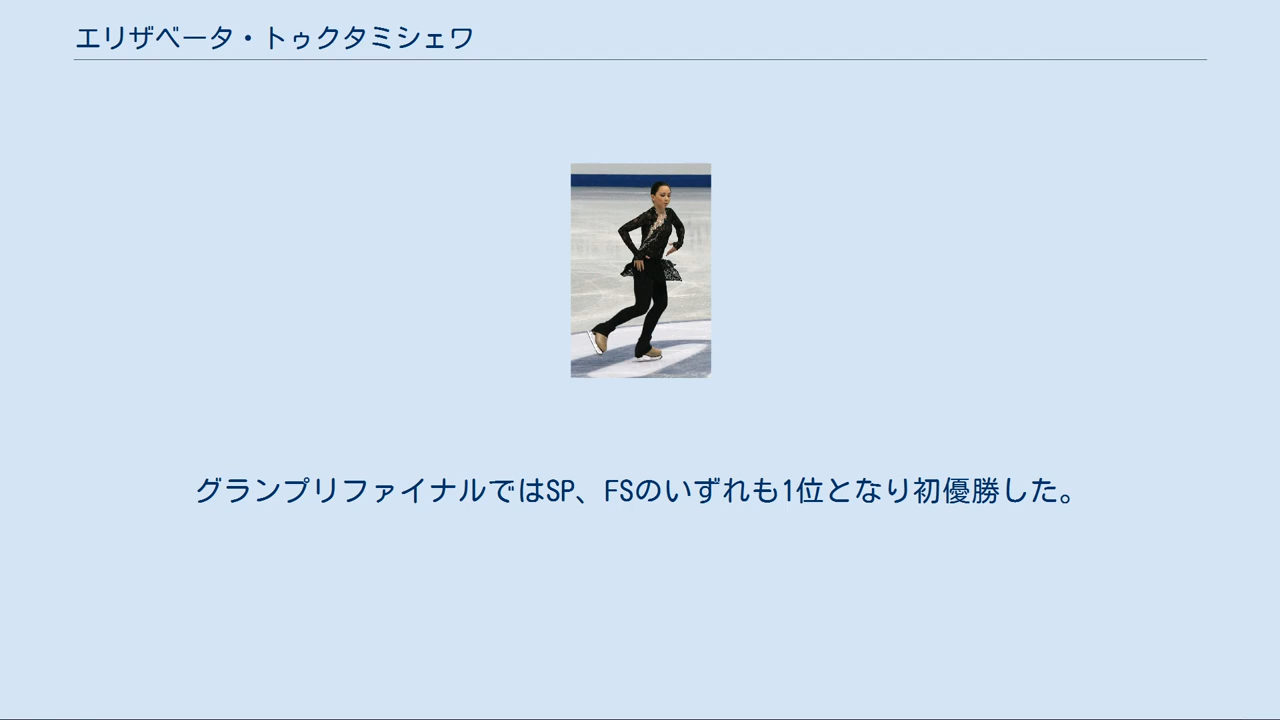 エリザベータ・トゥクタミシェワ
グランプリファイナルではSP、FSのいずれも1位となり初優勝した。